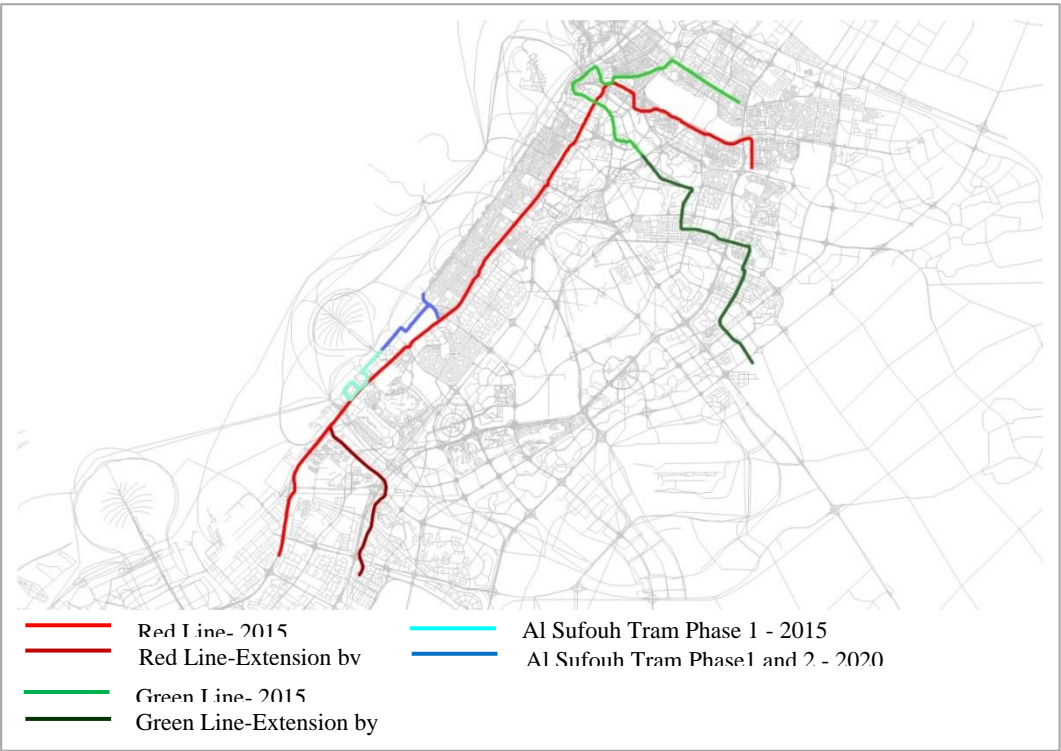 Red Line- 2015
Red Line-Extension by
Green Line- 2015
Green Line-Extension by
Al Sufouh Tram Phase 1 - 2015
Al Sufouh Tram Phase1 and 2 - 2020